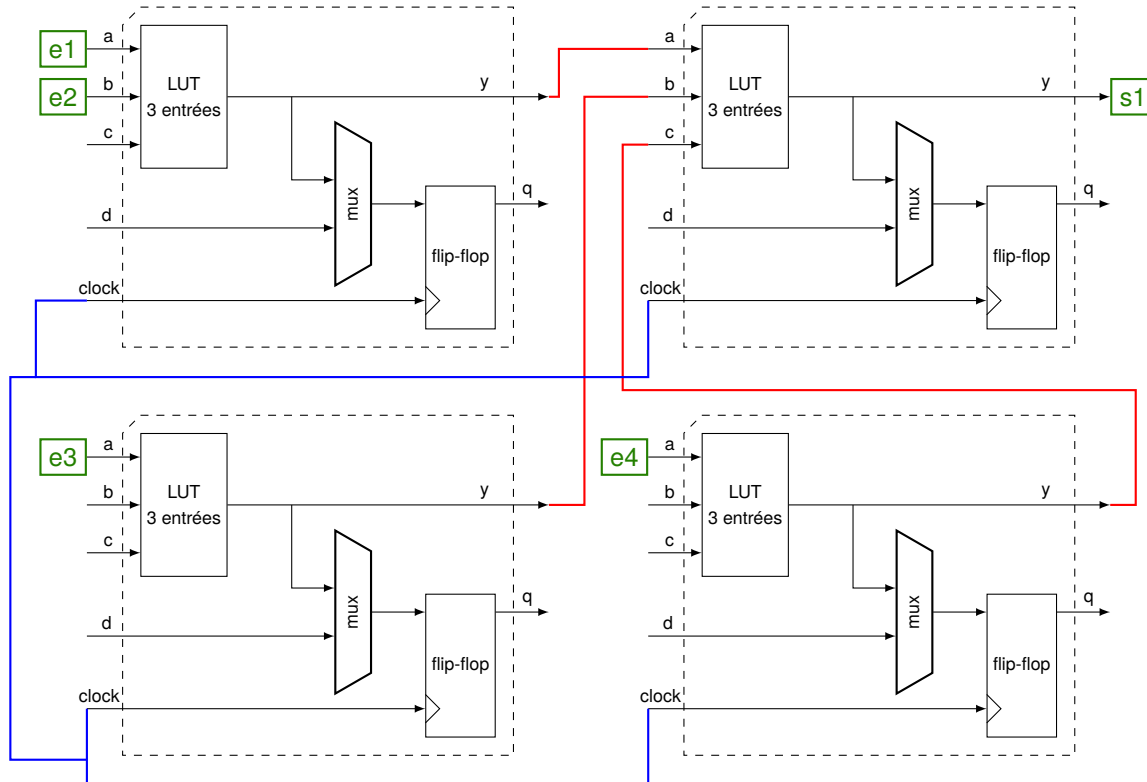 e1
a
e2
b
c
LUT
3 entrées
y
mux
d
q
flip-flop
clock
a
b
c
LUT
3 entrées
y
s1
mux
d
q
flip-flop
clock
e3
a
b
c
LUT
3 entrées
y
mux
d
q
flip-flop
clock
e4
a
b
c
LUT
3 entrées
y
mux
d
q
flip-flop
clock